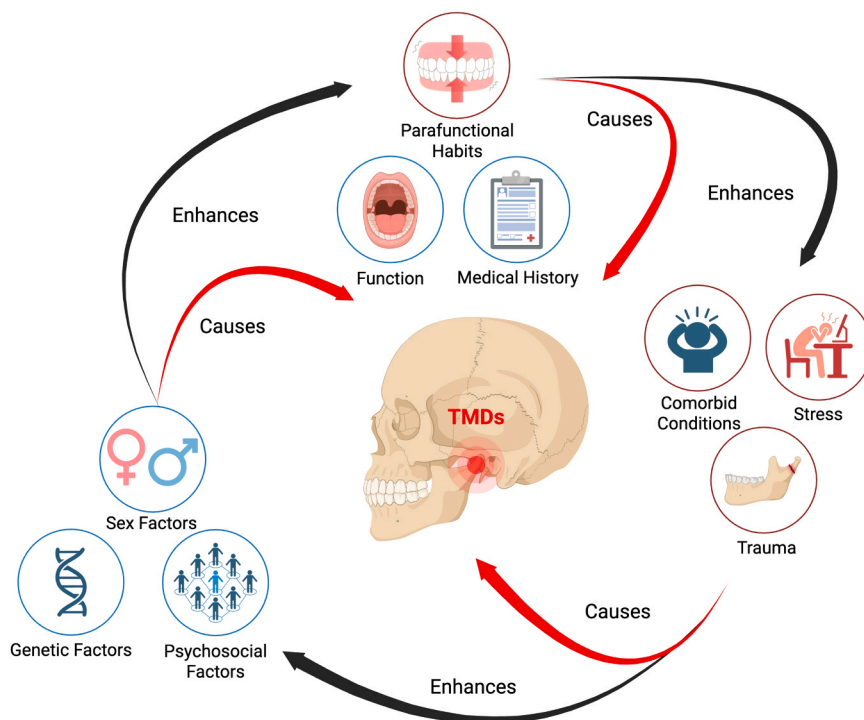 Parafunctional
Habits
Causes
Enhances
Enhances
Function
Medical History
Causes
TMDs
Comorbid
Conditions
Stress
Sex Factors
Trauma
Genetic Factors
Psychosocial
Factors
Causes
Enhances